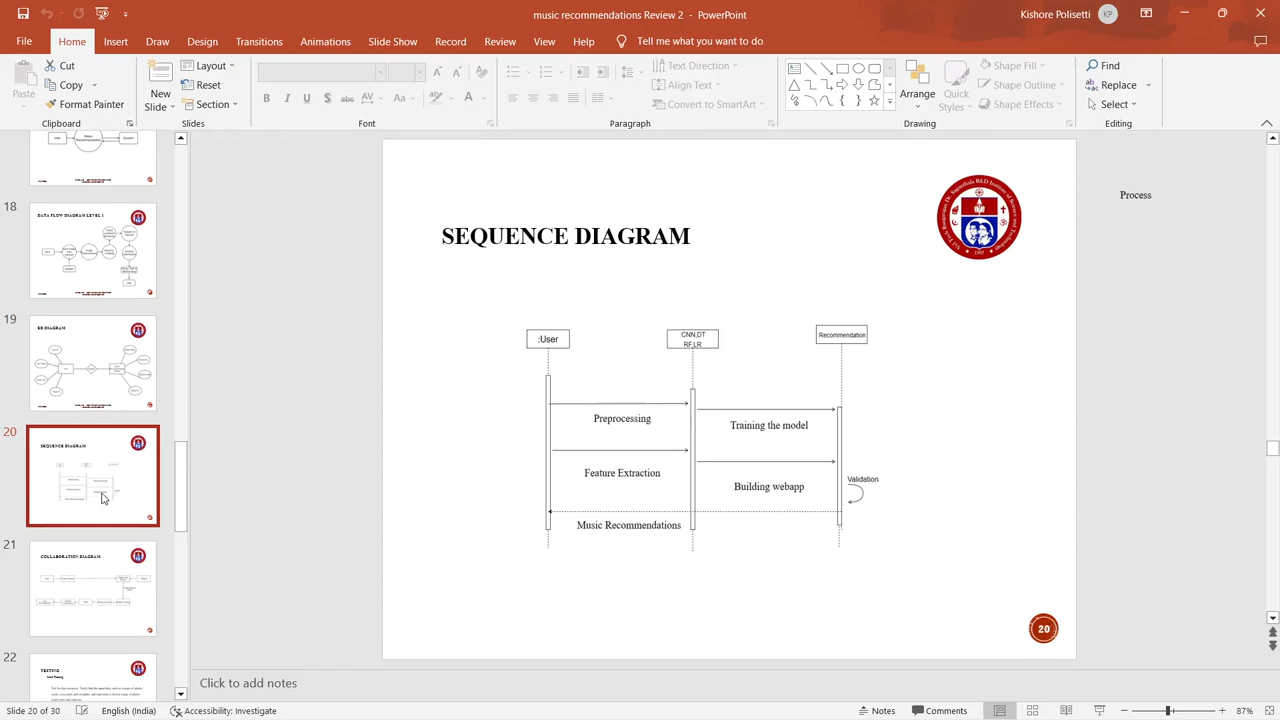 music recommendations Review 2 - PowerPoint
Kishore Polisetti
KP
File
Home
Insert
Draw
Design
Transitions
Animations
Slide Show
Record
Review
View
Help
Tell me what you want to do
Paste
Cut
Copy
Format Painter
Clipboard
New Slide
Layout
Reset
Section
Slides
Font
Text Direction
Align Text
Convert to SmartArt
Paragraph
Arrange
Quick Styles
Shape Fill
Shape Outline
Shape Effects
Drawing
Find
Replace
Select
Editing
18
DATA FLOW DIAGRAM LEVEL 1
19
ER DIAGRAM
20
SEQUENCE DIAGRAM
21
COLLABORATION DIAGRAM
22
TESTING
SEQUENCE DIAGRAM
Process
:User
:CNN,DT
RF,LR
Recommendation
Preprocessing
Training the model
Feature Extraction
Building webapp
Validation
Music Recommendations
20
Click to add notes
Slide 20 of 30
English (India)
Accessibility: Investigate
Notes
Comments
87%